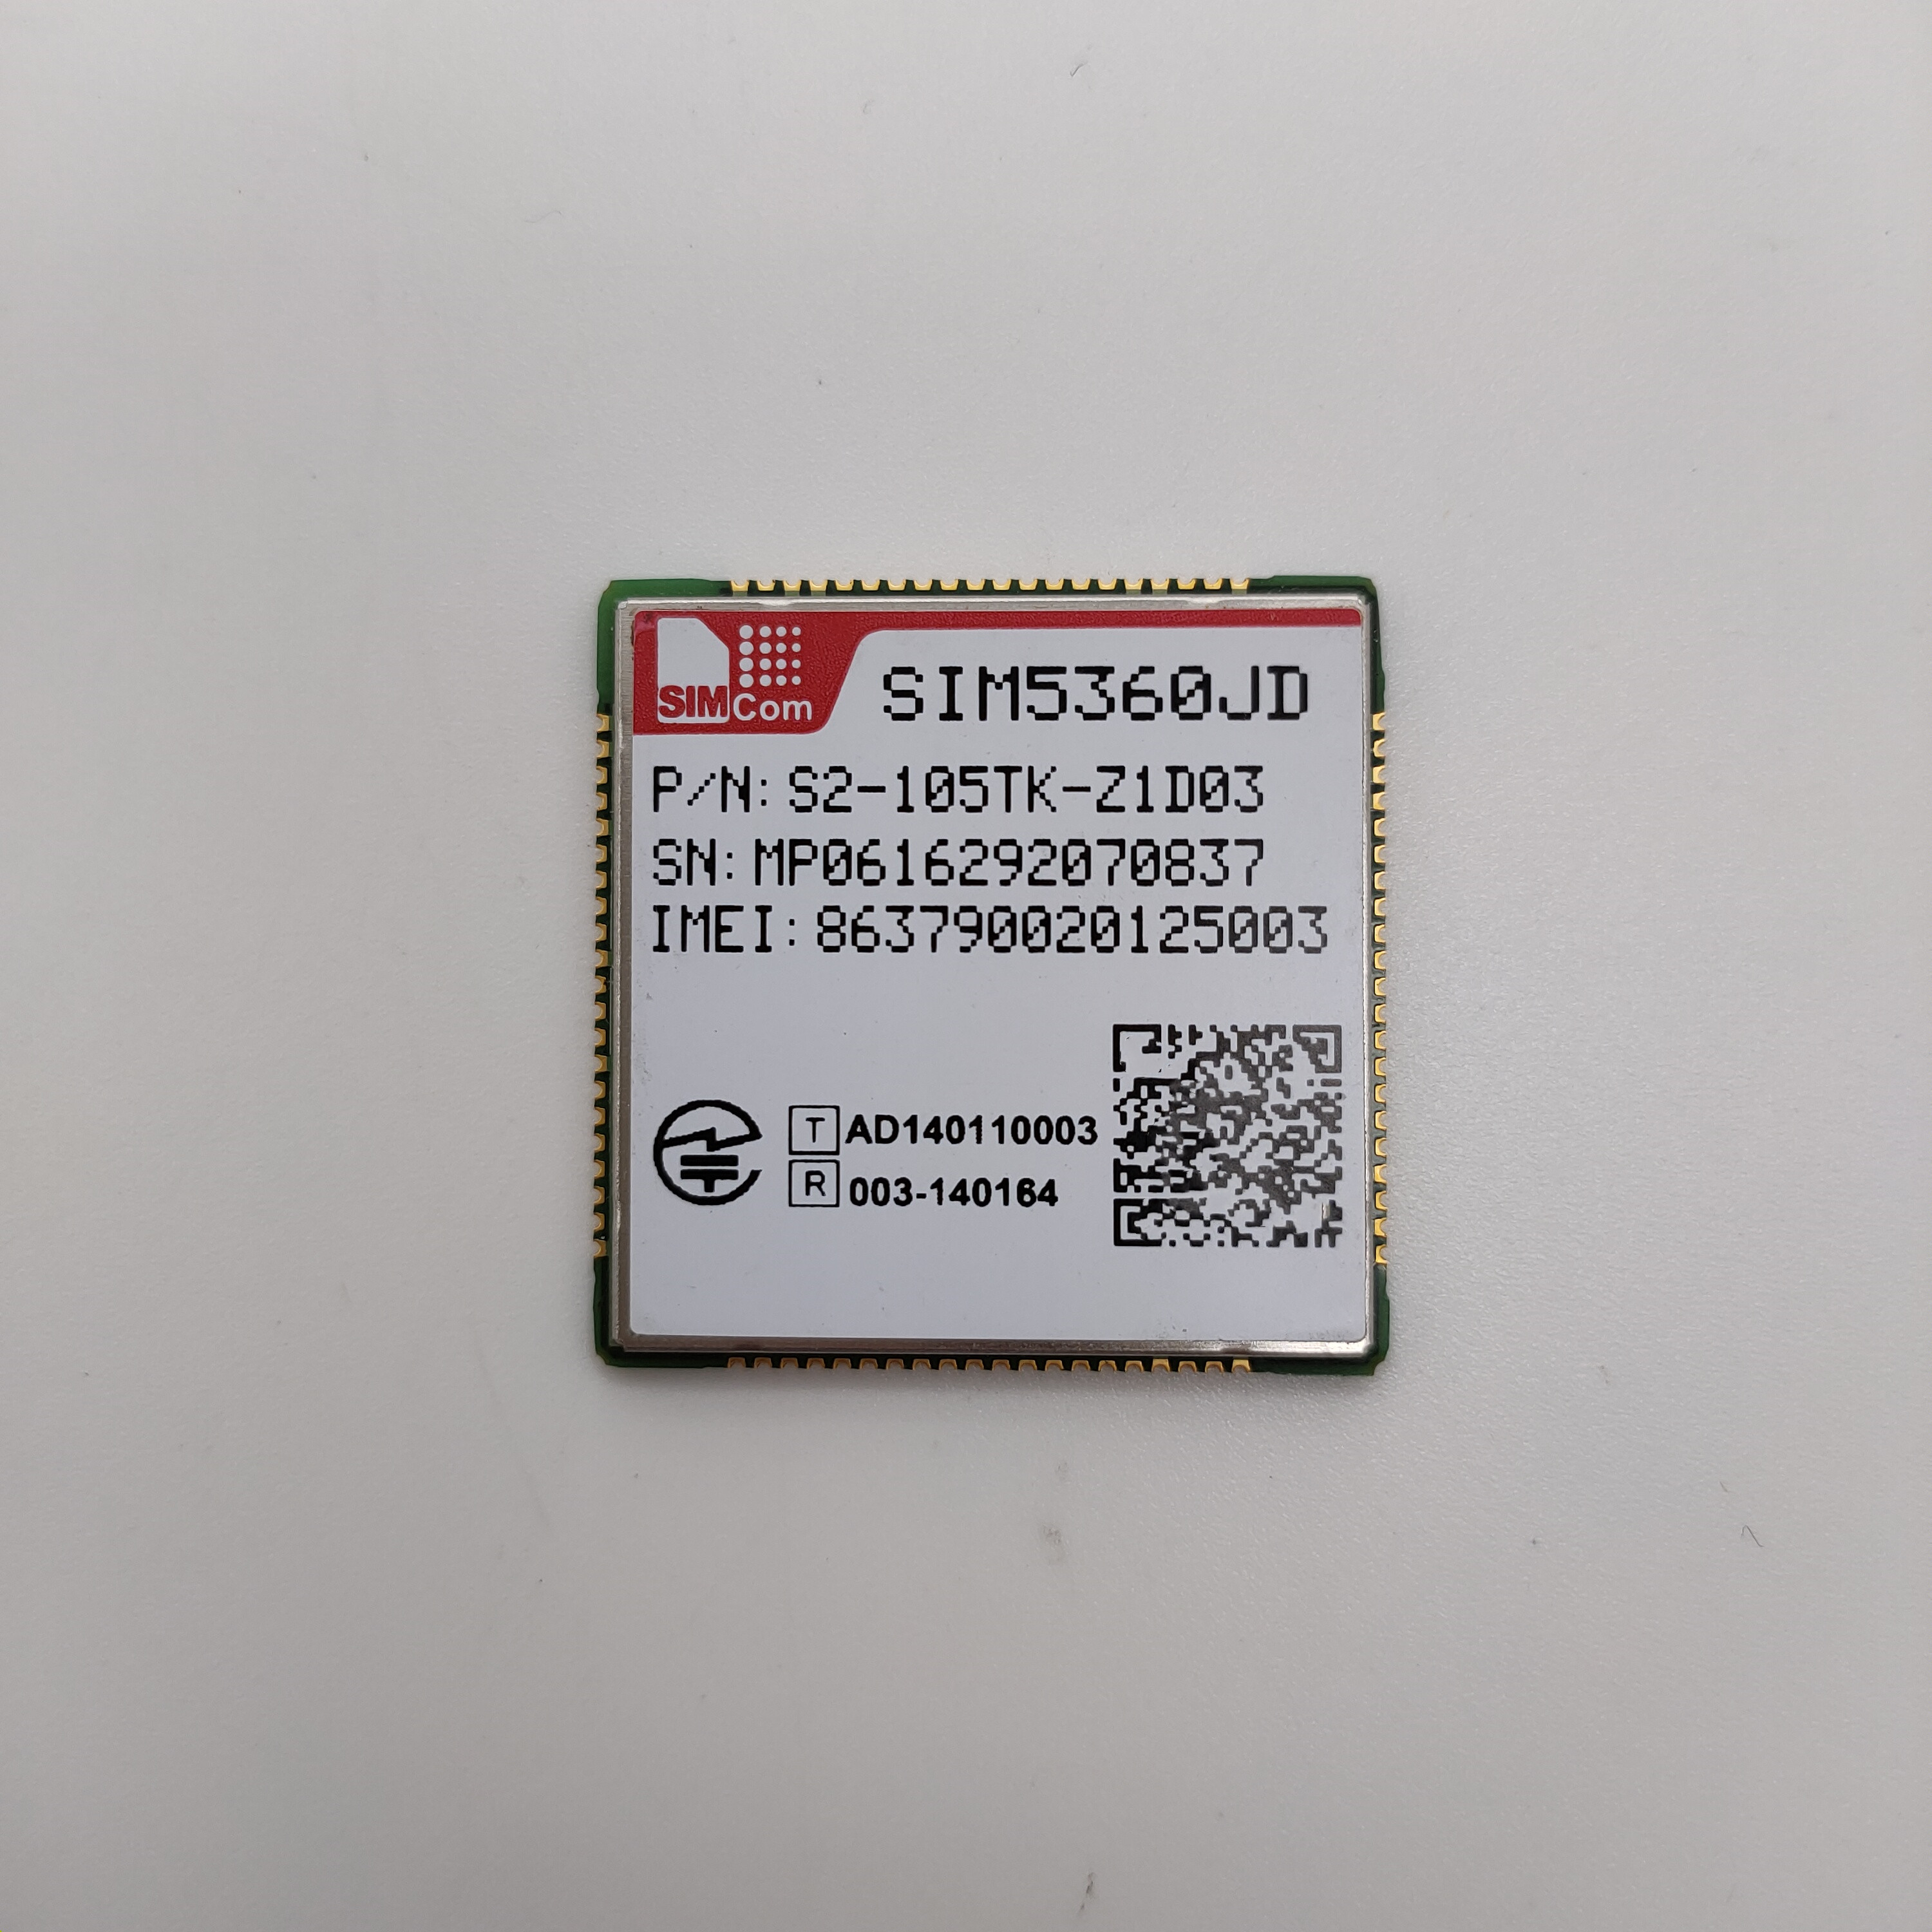 SIMCom
SIM5360JD
P/N: S2-105TK-Z1D03
SN: MP0616292070837
IMEI: 863790020125003
T AD140110003
R 003-140164